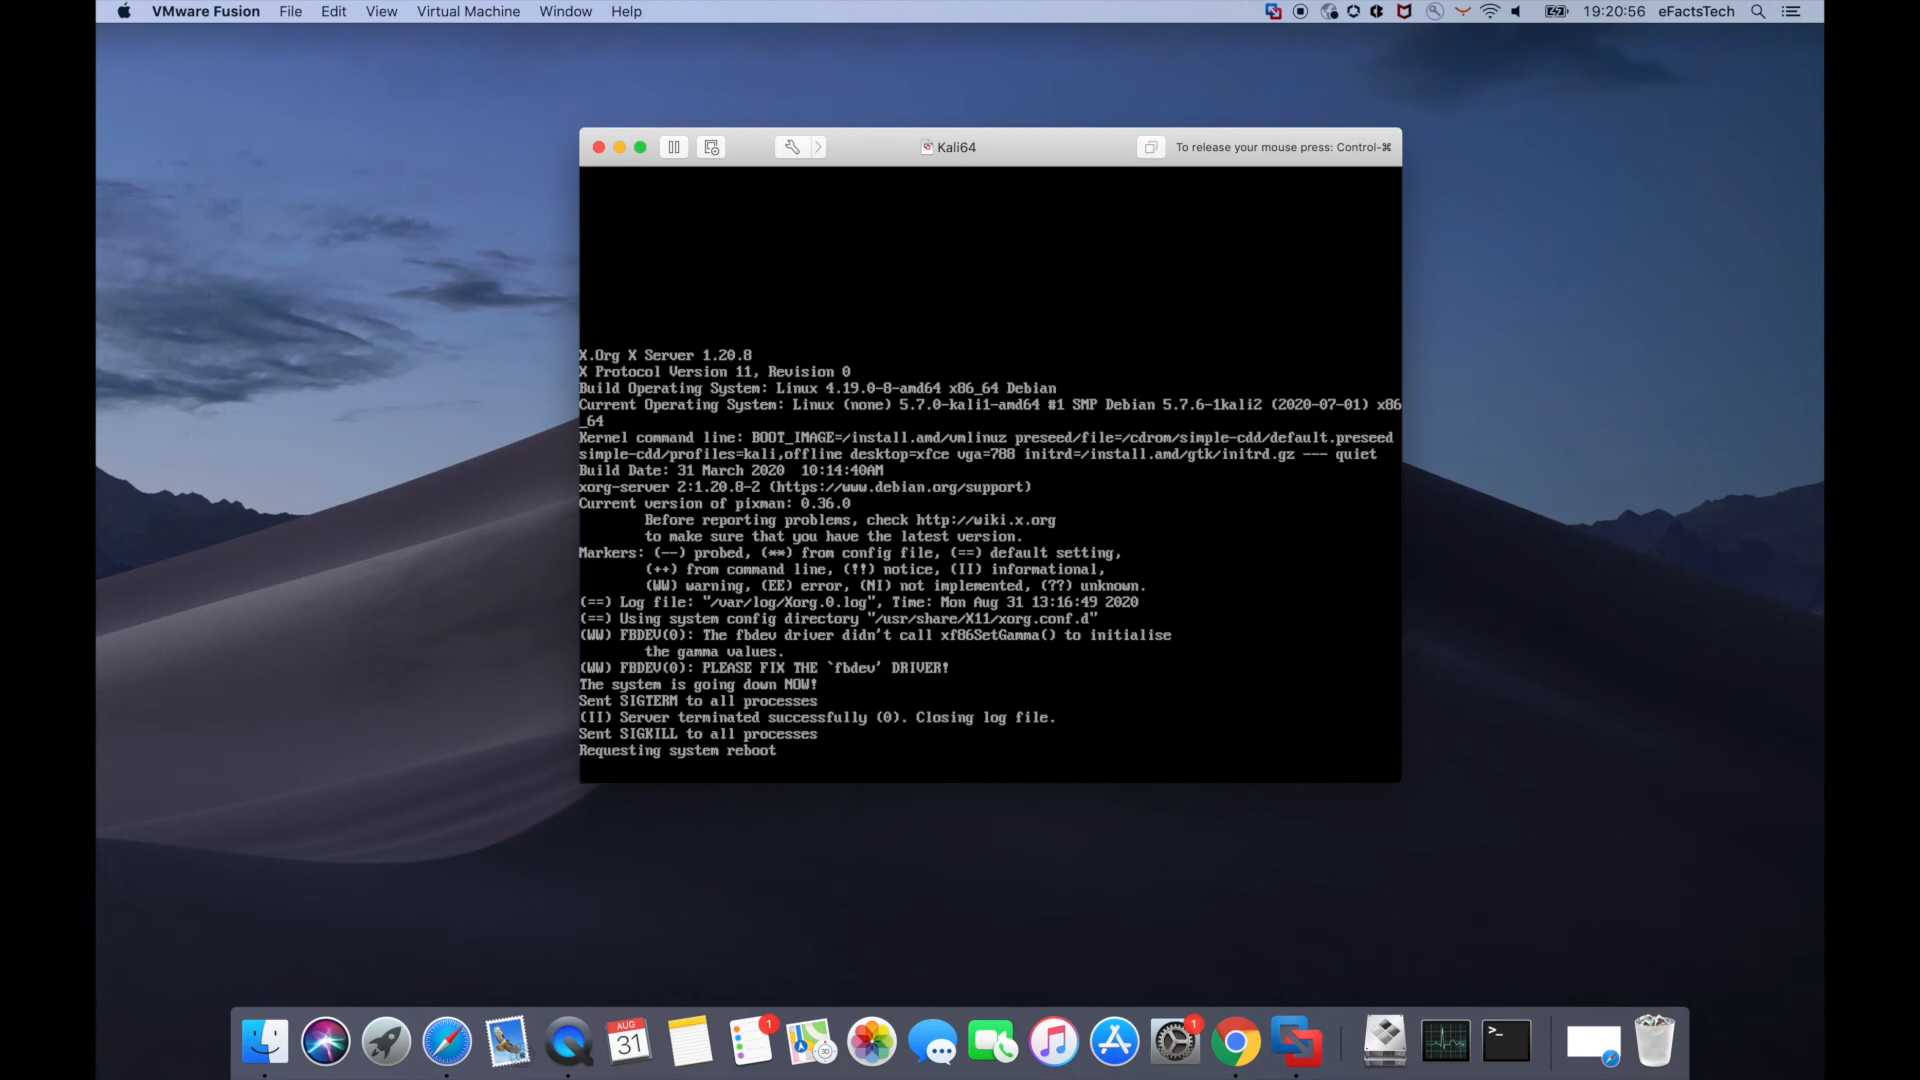 VMware Fusion File Edit View Virtual Machine Window Help 19:20:56 eFactsTech
Kali64 To release your mouse press: Control-⌘
X.Org X Server 1.20.8
X Protocol Version 11, Revision 0
Build Operating System: Linux 4.19.0-8-amd64 x86_64 Debian
Current Operating System: Linux (none) 5.7.0-kali1-amd64 #1 SMP Debian 5.7.6-1kali2 (2020-07-01) x86
_64
Kernel command line: BOOT_IMAGE=/install.amd/vmlinuz preseed/file=/cdrom/simple-cdd/default.preseed
simple-cdd/profiles=kali,offline desktop=xfce vga=788 initrd=/install.amd/gtk/initrd.gz --- quiet
Build Date: 31 March 2020  10:14:40AM
xorg-server 2:1.20.8-2 (https://www.debian.org/support)
Current version of pixman: 0.36.0
Before reporting problems, check http://wiki.x.org
to make sure that you have the latest version.
Markers: (--) probed, (**) from config file, (==) default setting,
(++) from command line, (!!) notice, (II) informational,
(WW) warning, (EE) error, (NI) not implemented, (??) unknown.
(==) Log file: "/var/log/Xorg.0.log", Time: Mon Aug 31 13:16:49 2020
(==) Using system config directory "/usr/share/X11/xorg.conf.d"
(WW) FBDEV(0): The fbdev driver didn't call xf86SetGamma() to initialise
the gamma values.
(WW) FBDEV(0): PLEASE FIX THE `fbdev' DRIVER!
The system is going down NOW!
Sent SIGTERM to all processes
(II) Server terminated successfully (0). Closing log file.
Sent SIGKILL to all processes
Requesting system reboot
AUG
31
1
3D
1
>_